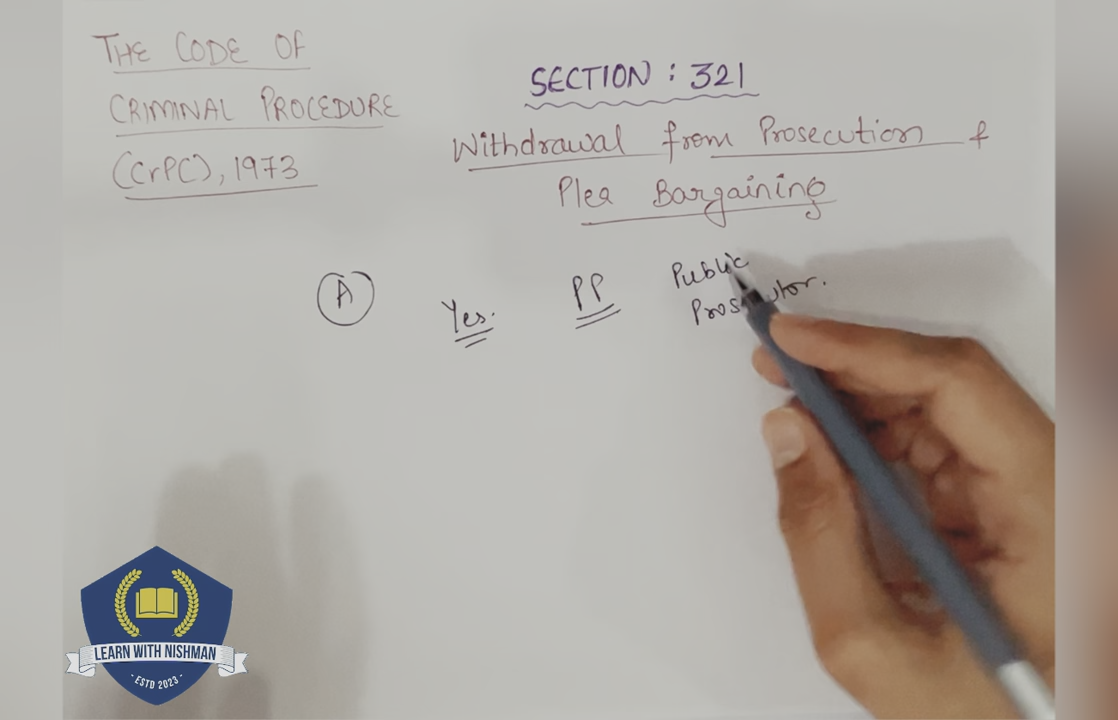 THE CODE OF
CRIMINAL PROCEDURE
(CrPC), 1973
SECTION : 321
Withdrawal from Prosecution &
Plea Bargaining
A
Yes.
PP
Public
LEARN WITH NISHMAN
- ESTD 2023 -